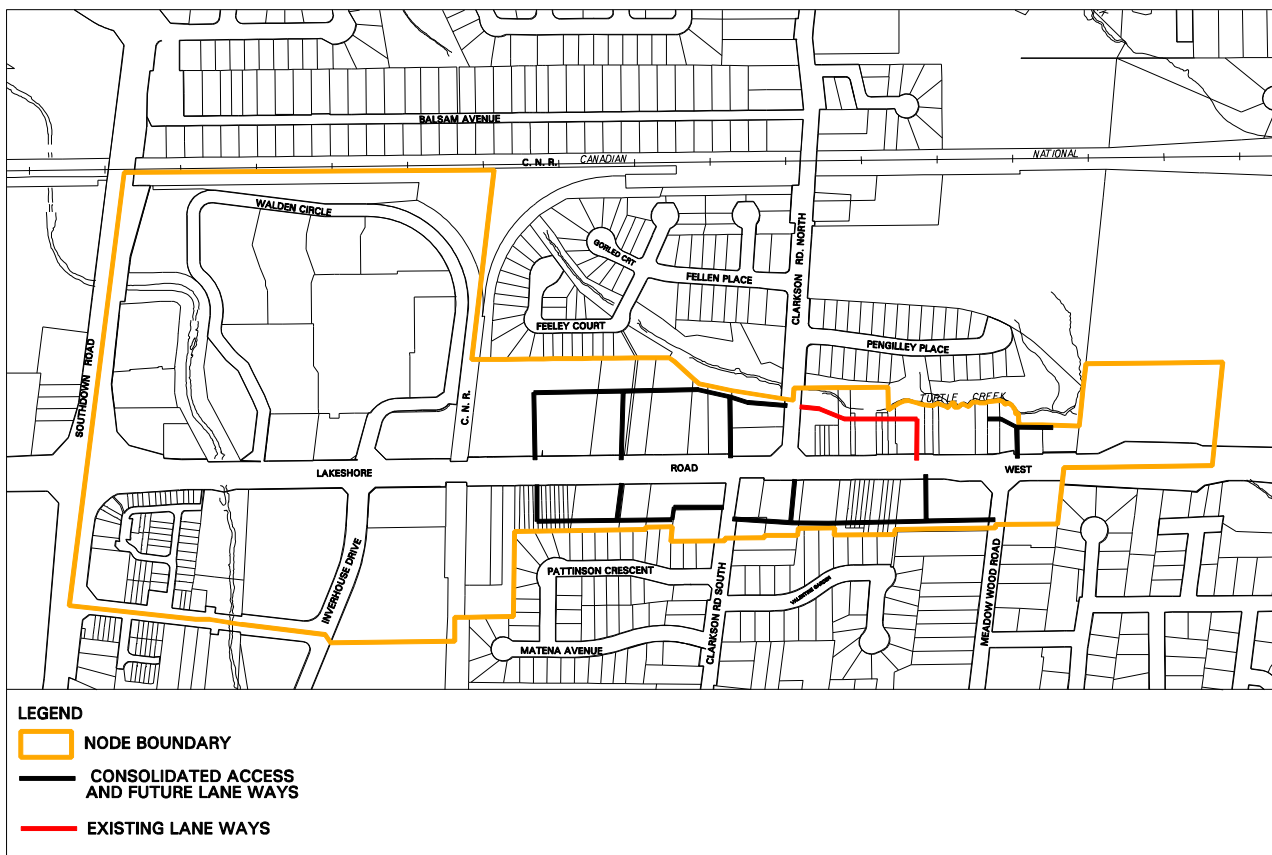 BALSAM AVENUE
C. N. R.
CANADIAN
NATIONAL
WALDEN CIRCLE
GORLED CRT
FELLEN PLACE
CLARKSON RD. NORTH
FEELEY COURT
PENGILLEY PLACE
SOUTHDOWN ROAD
C. N. R.
TURTLE CREEK
LAKESHORE
ROAD
WEST
INVERHOUSE DRIVE
PATTINSON CRESCENT
VALENTINE GARDEN
CLARKSON RD SOUTH
MEADOW WOOD ROAD
MATENA AVENUE
LEGEND
NODE BOUNDARY
CONSOLIDATED ACCESS
AND FUTURE LANE WAYS
EXISTING LANE WAYS